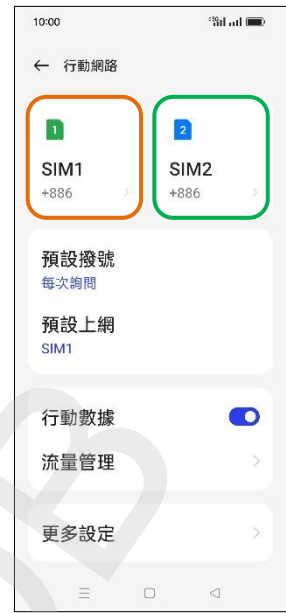 10:00
← 行動網路
1
2
SIM1
SIM2
+886
+886
預設撥號
每次詢問
預設上網
SIM1
行動數據
流量管理
更多設定